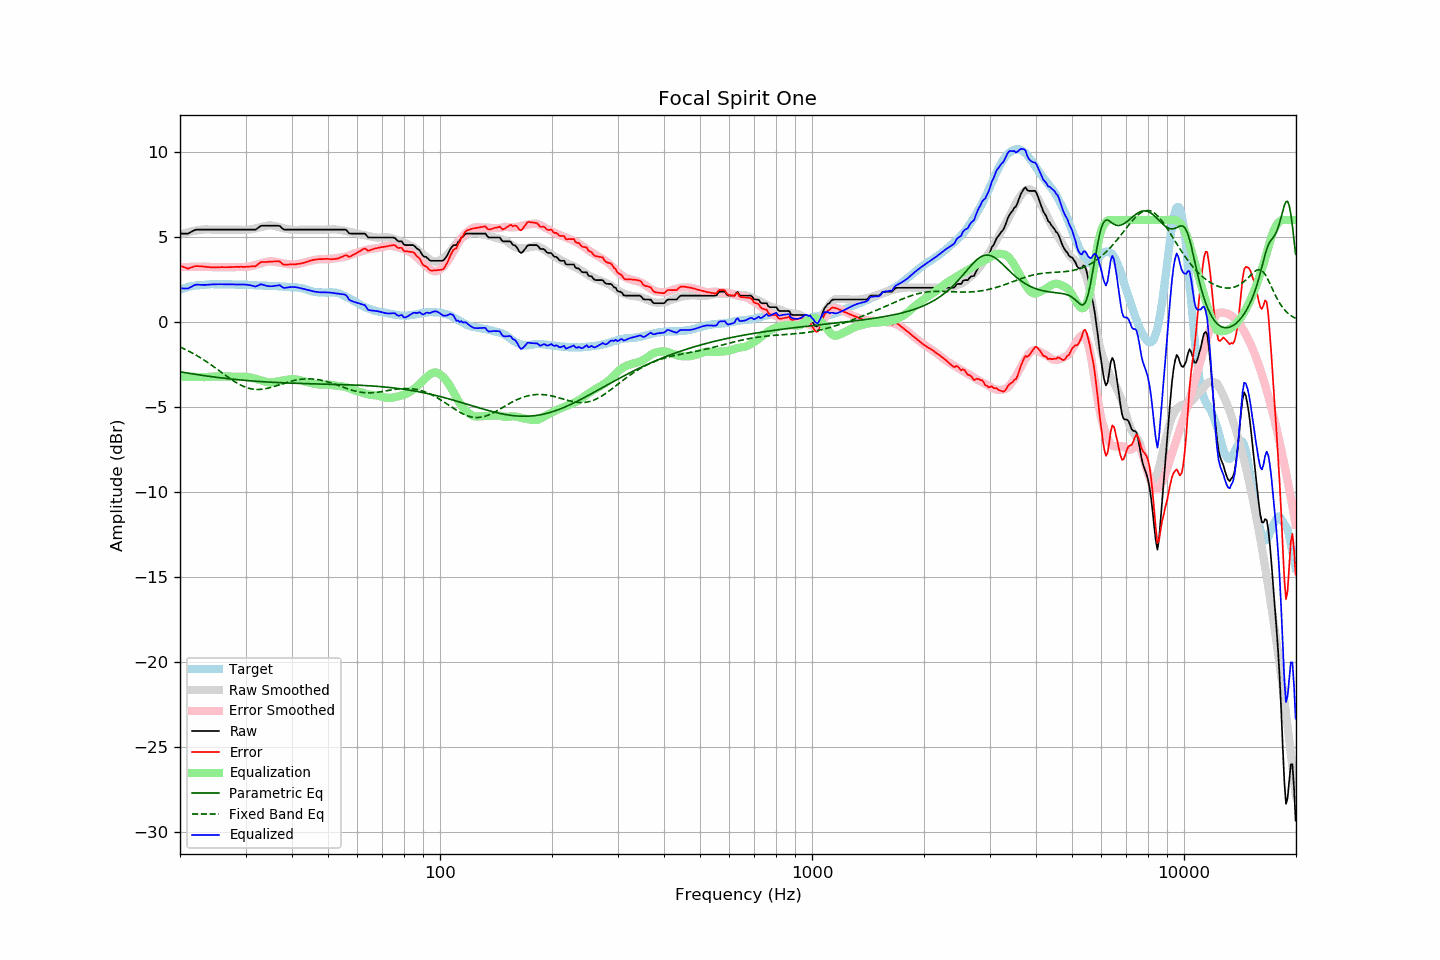 Focal Spirit One
10
5
0
−5
−10
−15
−20
−25
−30
Amplitude (dBr)
Target
Raw Smoothed
Error Smoothed
Raw
Error
Equalization
Parametric Eq
Fixed Band Eq
Equalized
100
1000
10000
Frequency (Hz)